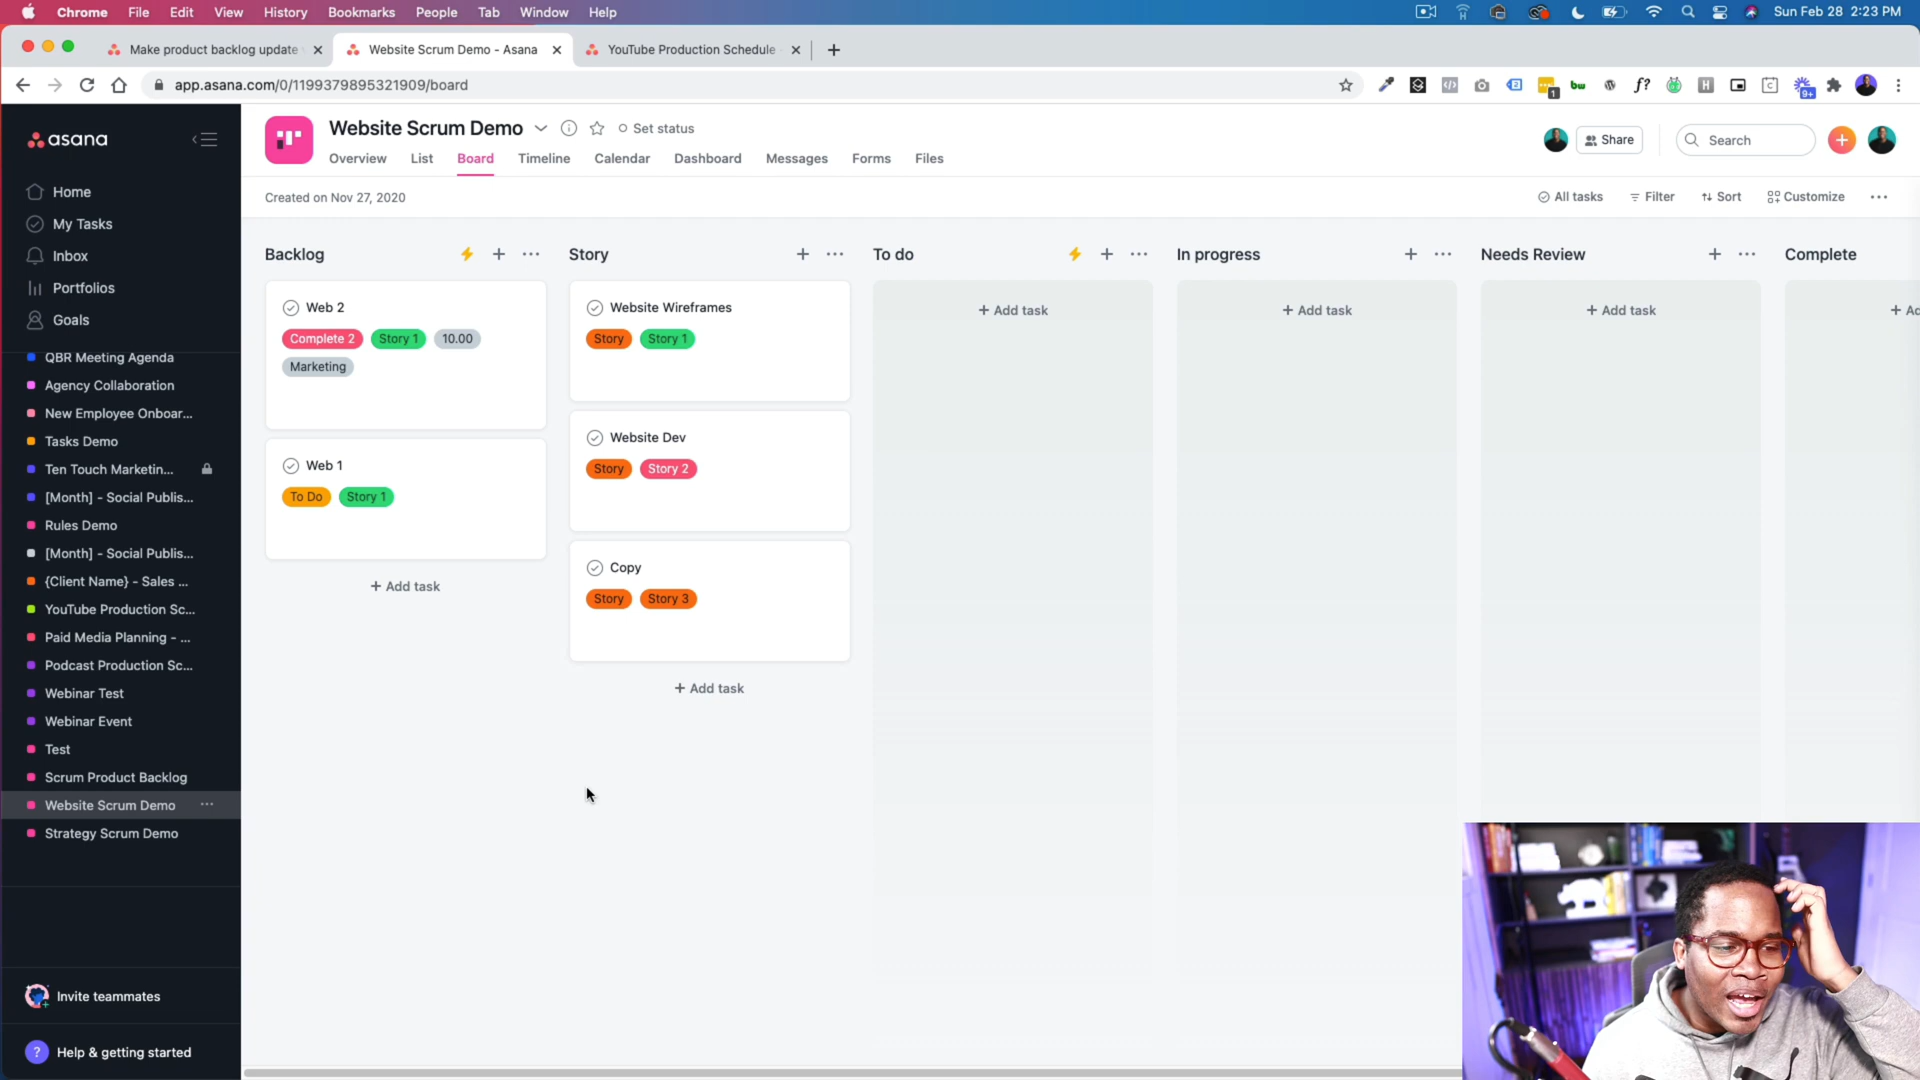 Chrome File Edit View History Bookmarks People Tab Window Help
Sun Feb 28 2:23 PM
Make product backlog update
Website Scrum Demo - Asana
YouTube Production Schedule
app.asana.com/0/1199379895321909/board
1
bw
f?
H
C
9+
asana
Home
My Tasks
Inbox
Portfolios
Goals
QBR Meeting Agenda
Agency Collaboration
New Employee Onboar...
Tasks Demo
Ten Touch Marketin...
[Month] - Social Publis...
Rules Demo
[Month] - Social Publis...
{Client Name} - Sales ...
YouTube Production Sc...
Paid Media Planning - ...
Podcast Production Sc...
Webinar Test
Webinar Event
Test
Scrum Product Backlog
Website Scrum Demo
Strategy Scrum Demo
Invite teammates
? Help & getting started
Website Scrum Demo
Set status
Share
Search
Overview List Board Timeline Calendar Dashboard Messages Forms Files
Created on Nov 27, 2020
All tasks Filter Sort Customize
Backlog
Web 2
Complete 2 Story 1 10.00
Marketing
Web 1
To Do Story 1
+ Add task
Story
Website Wireframes
Story Story 1
Website Dev
Story Story 2
Copy
Story Story 3
+ Add task
To do
+ Add task
In progress
+ Add task
Needs Review
+ Add task
Complete
+ Ad